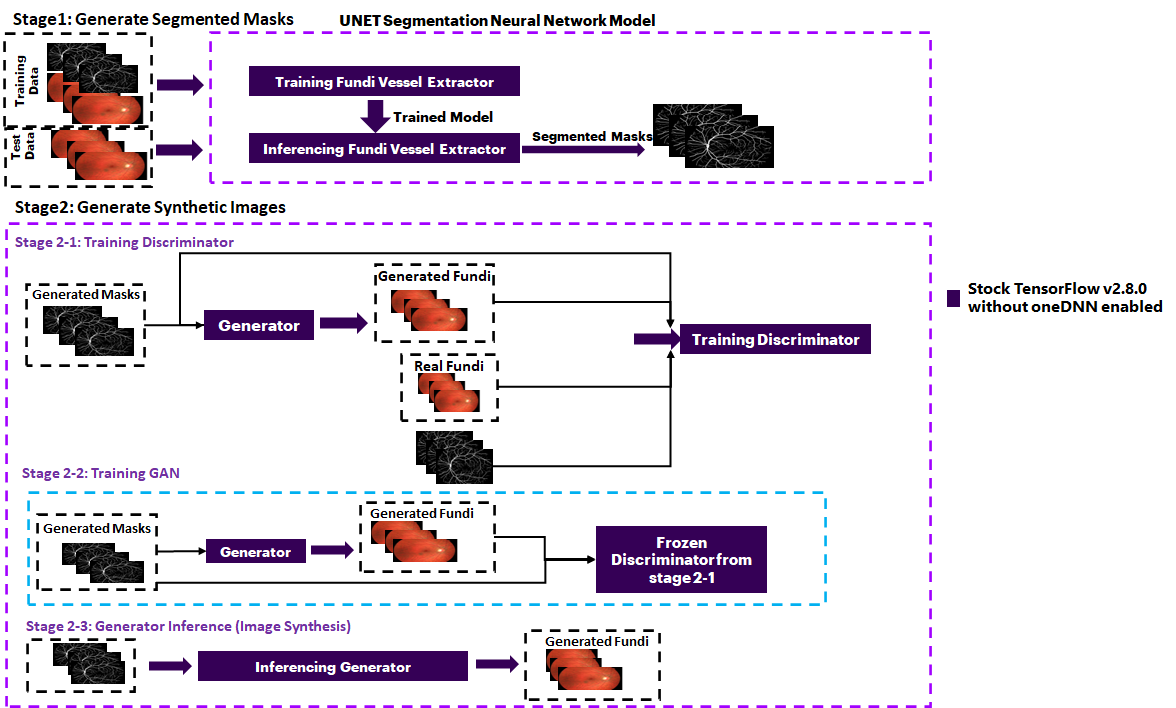 Stage1: Generate Segmented Masks
UNET Segmentation Neural Network Model
Training
Data
Test
Data
Training Fundi Vessel Extractor
Trained Model
Inferencing Fundi Vessel Extractor
Segmented Masks
Stage2: Generate Synthetic Images
Stage 2-1: Training Discriminator
Generated Masks
Generator
Generated Fundi
Real Fundi
Training Discriminator
Stock TensorFlow v2.8.0
without oneDNN enabled
Stage 2-2: Training GAN
Generated Masks
Generator
Generated Fundi
Frozen
Discriminator from
stage 2-1
Stage 2-3: Generator Inference (Image Synthesis)
Inferencing Generator
Generated Fundi